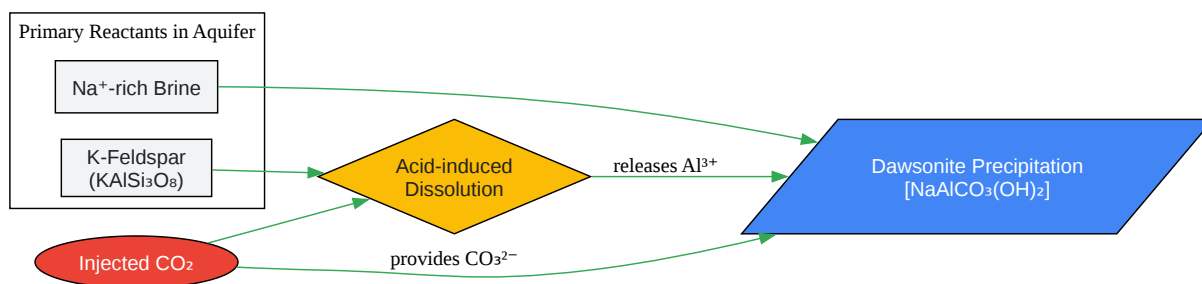 Primary Reactants in Aquifer
Na⁺-rich Brine
K-Feldspar
(KAlSi₃O₈)
Injected CO₂
Acid-induced
Dissolution
releases Al³⁺
provides CO₃²⁻
Dawsonite Precipitation
[NaAlCO₃(OH)₂]